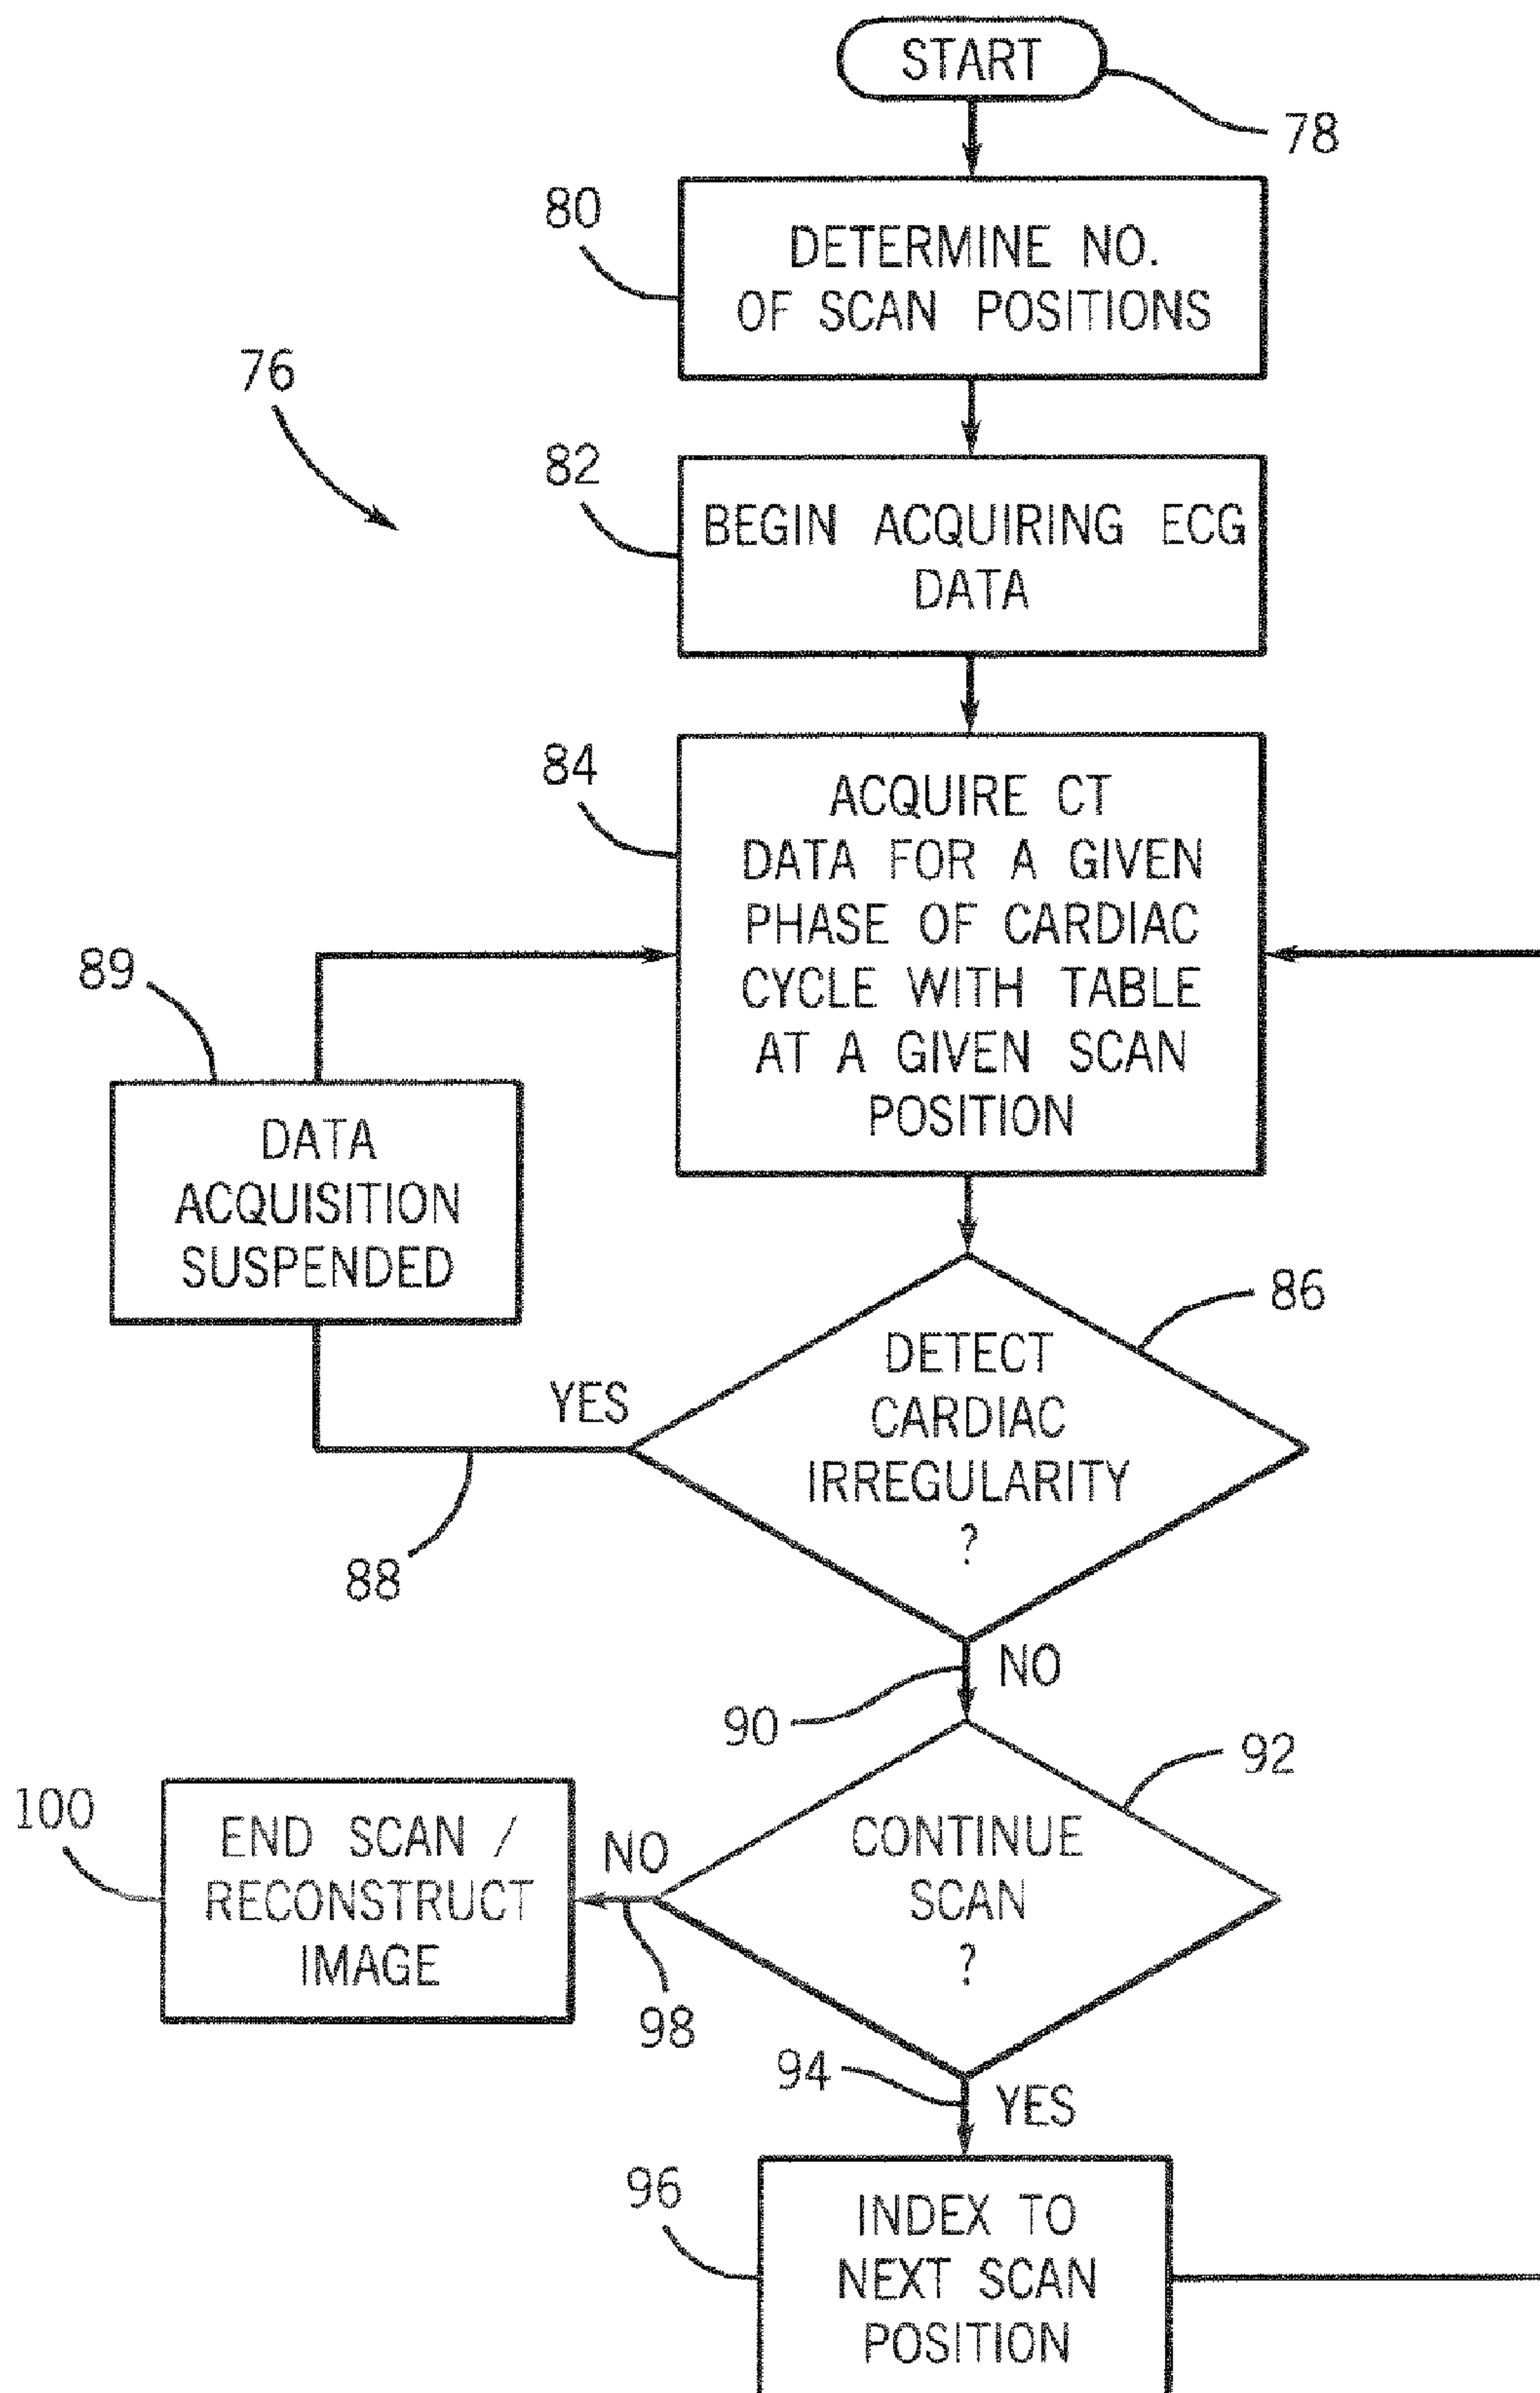 START
78
80
DETERMINE NO.
OF SCAN POSITIONS
76
82
BEGIN ACQUIRING ECG
DATA
84
ACQUIRE CT
DATA FOR A GIVEN
PHASE OF CARDIAC
CYCLE WITH TABLE
AT A GIVEN SCAN
POSITION
89
DATA
ACQUISITION
SUSPENDED
86
DETECT
CARDIAC
IRREGULARITY
?
YES
88
NO
90
92
CONTINUE
SCAN
?
100
END SCAN /
RECONSTRUCT
IMAGE
NO
98
94
YES
96
INDEX TO
NEXT SCAN
POSITION